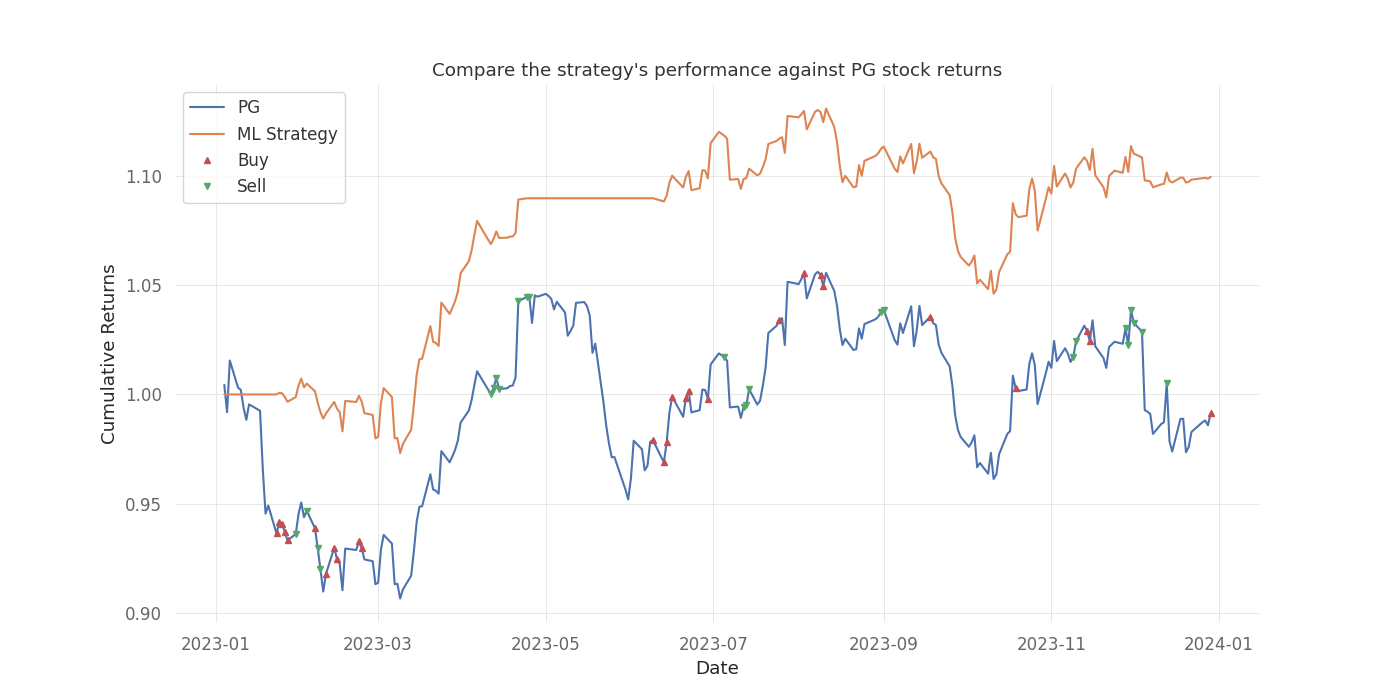 Compare the strategy's performance against PG stock returns
PG
ML Strategy
Buy
Sell
Cumulative Returns
1.10
1.05
1.00
0.95
0.90
2023-01 2023-03 2023-05 2023-07 2023-09 2023-11 2024-01
Date